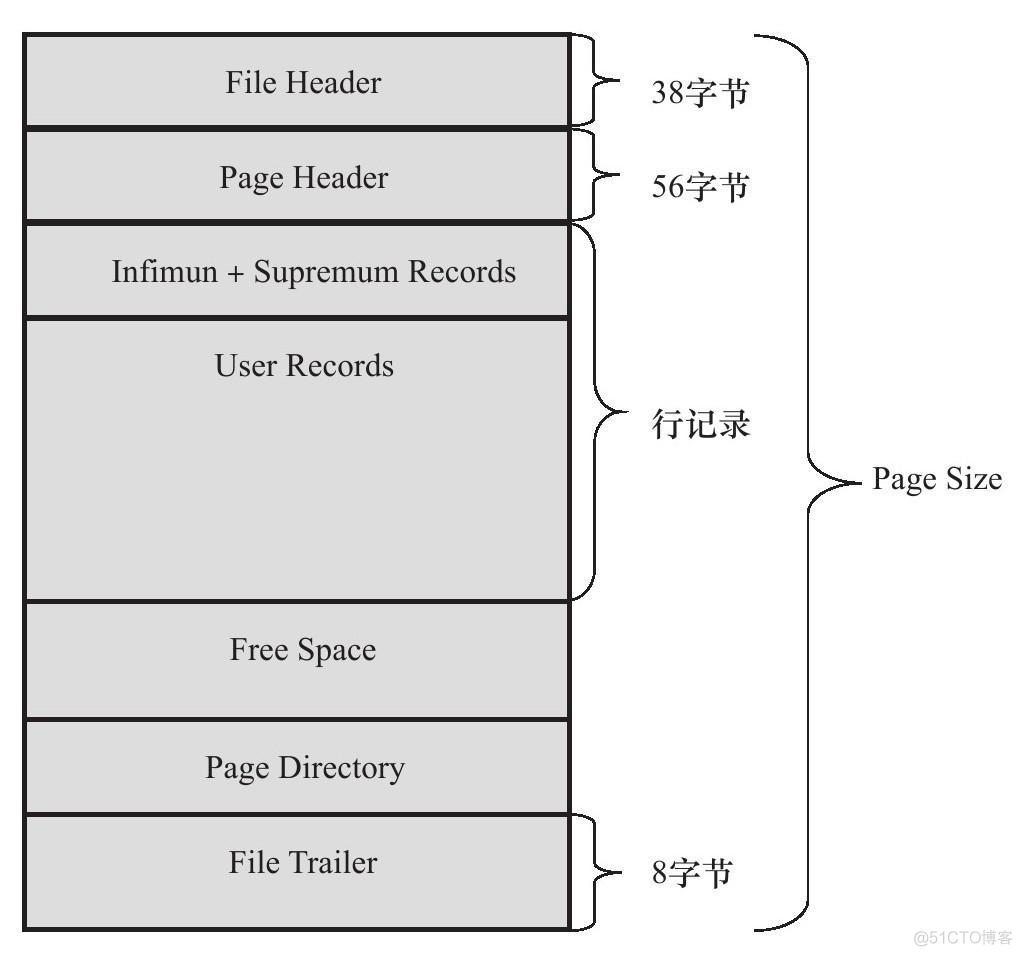 File Header
38字节
Page Header
56字节
Infimun + Supremum Records
User Records
行记录
Page Size
Free Space
Page Directory
File Trailer
8字节
@51CTO博客